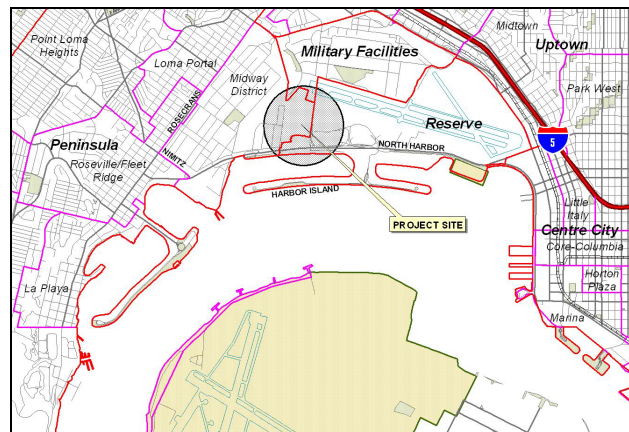 Midtown
Point Loma
Heights
Uptown
Military Facilities
Loma Portal
Midway
District
Park West
ROSECRANS
Reserve
5
Peninsula
NIMITZ
NORTH HARBOR
Roseville/Fleet
Ridge
HARBOR ISLAND
Little
Italy
PROJECT SITE
Centre City
Core-Columbia
Horton
Plaza
La Playa
Marina